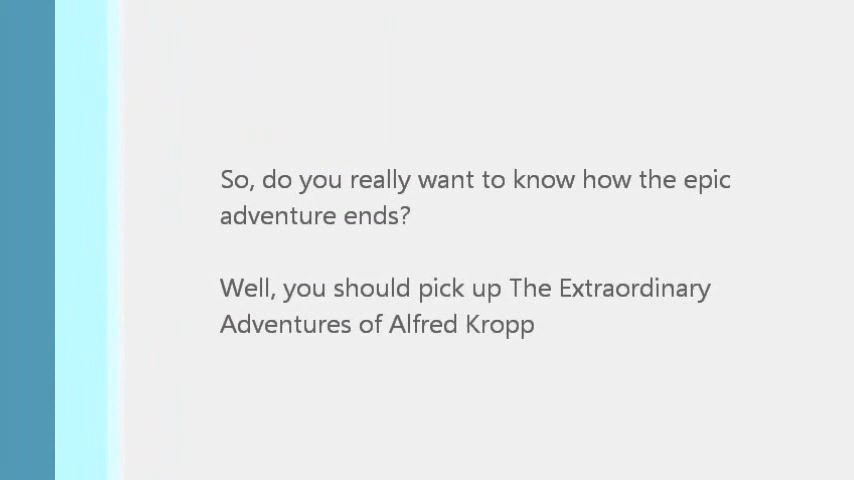 So, do you really want to know how the epic
adventure ends?
Well, you should pick up The Extraordinary
Adventures of Alfred Kropp